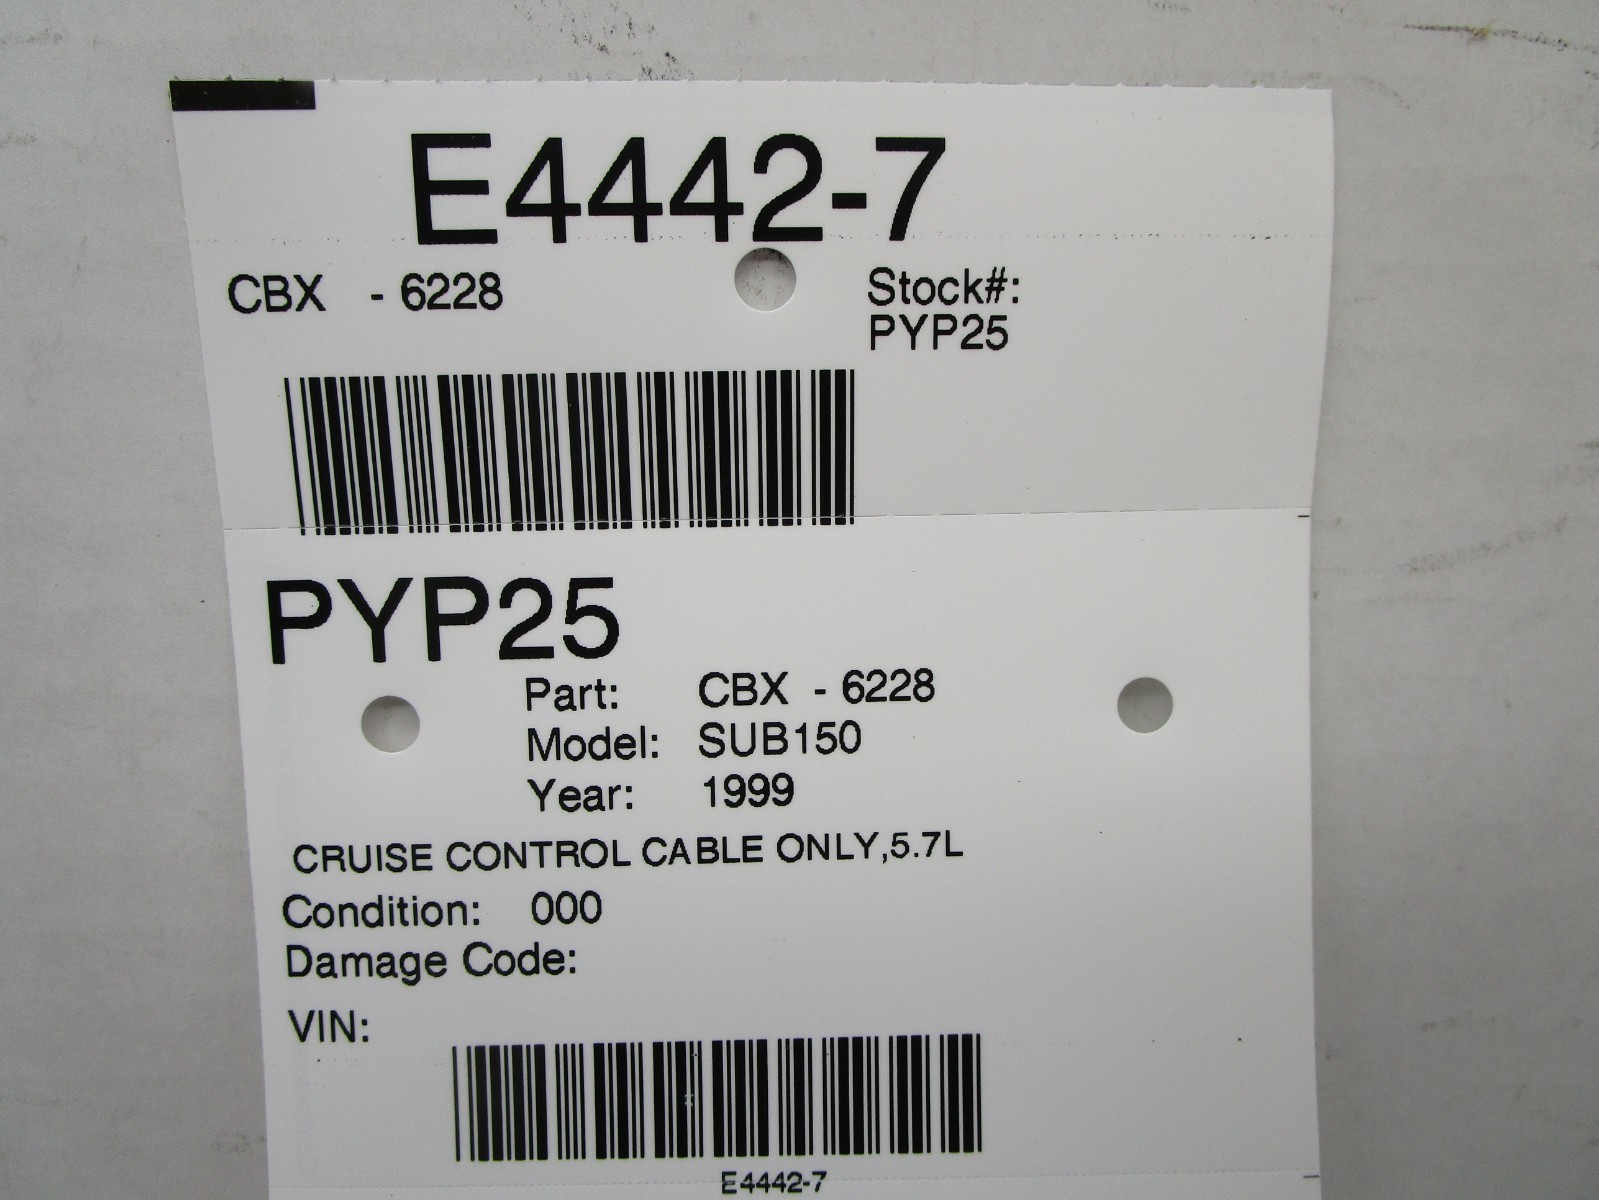 E4442-7
CBX - 6228
Stock#:
PYP25
PYP25
Part: CBX - 6228
Model: SUB150
Year: 1999
CRUISE CONTROL CABLE ONLY,5.7L
Condition: 000
Damage Code:
VIN:
E4442-7